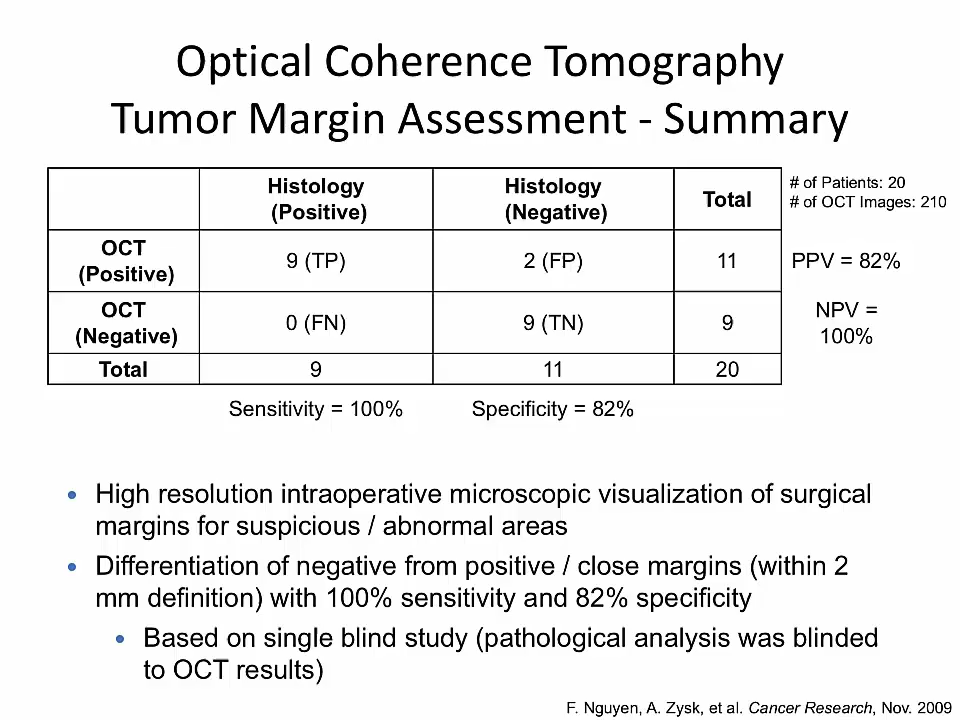 Optical Coherence Tomography
Tumor Margin Assessment - Summary
Histology
(Positive)
Histology
(Negative)
Total
# of Patients: 20
# of OCT Images: 210
OCT
(Positive)
9 (TP)
2 (FP)
11
PPV = 82%
OCT
(Negative)
0 (FN)
9 (TN)
9
NPV =
100%
Total
9
11
20
Sensitivity = 100%
Specificity = 82%
• High resolution intraoperative microscopic visualization of surgical
margins for suspicious / abnormal areas
• Differentiation of negative from positive / close margins (within 2
mm definition) with 100% sensitivity and 82% specificity
• Based on single blind study (pathological analysis was blinded
to OCT results)
F. Nguyen, A. Zysk, et al. Cancer Research, Nov. 2009